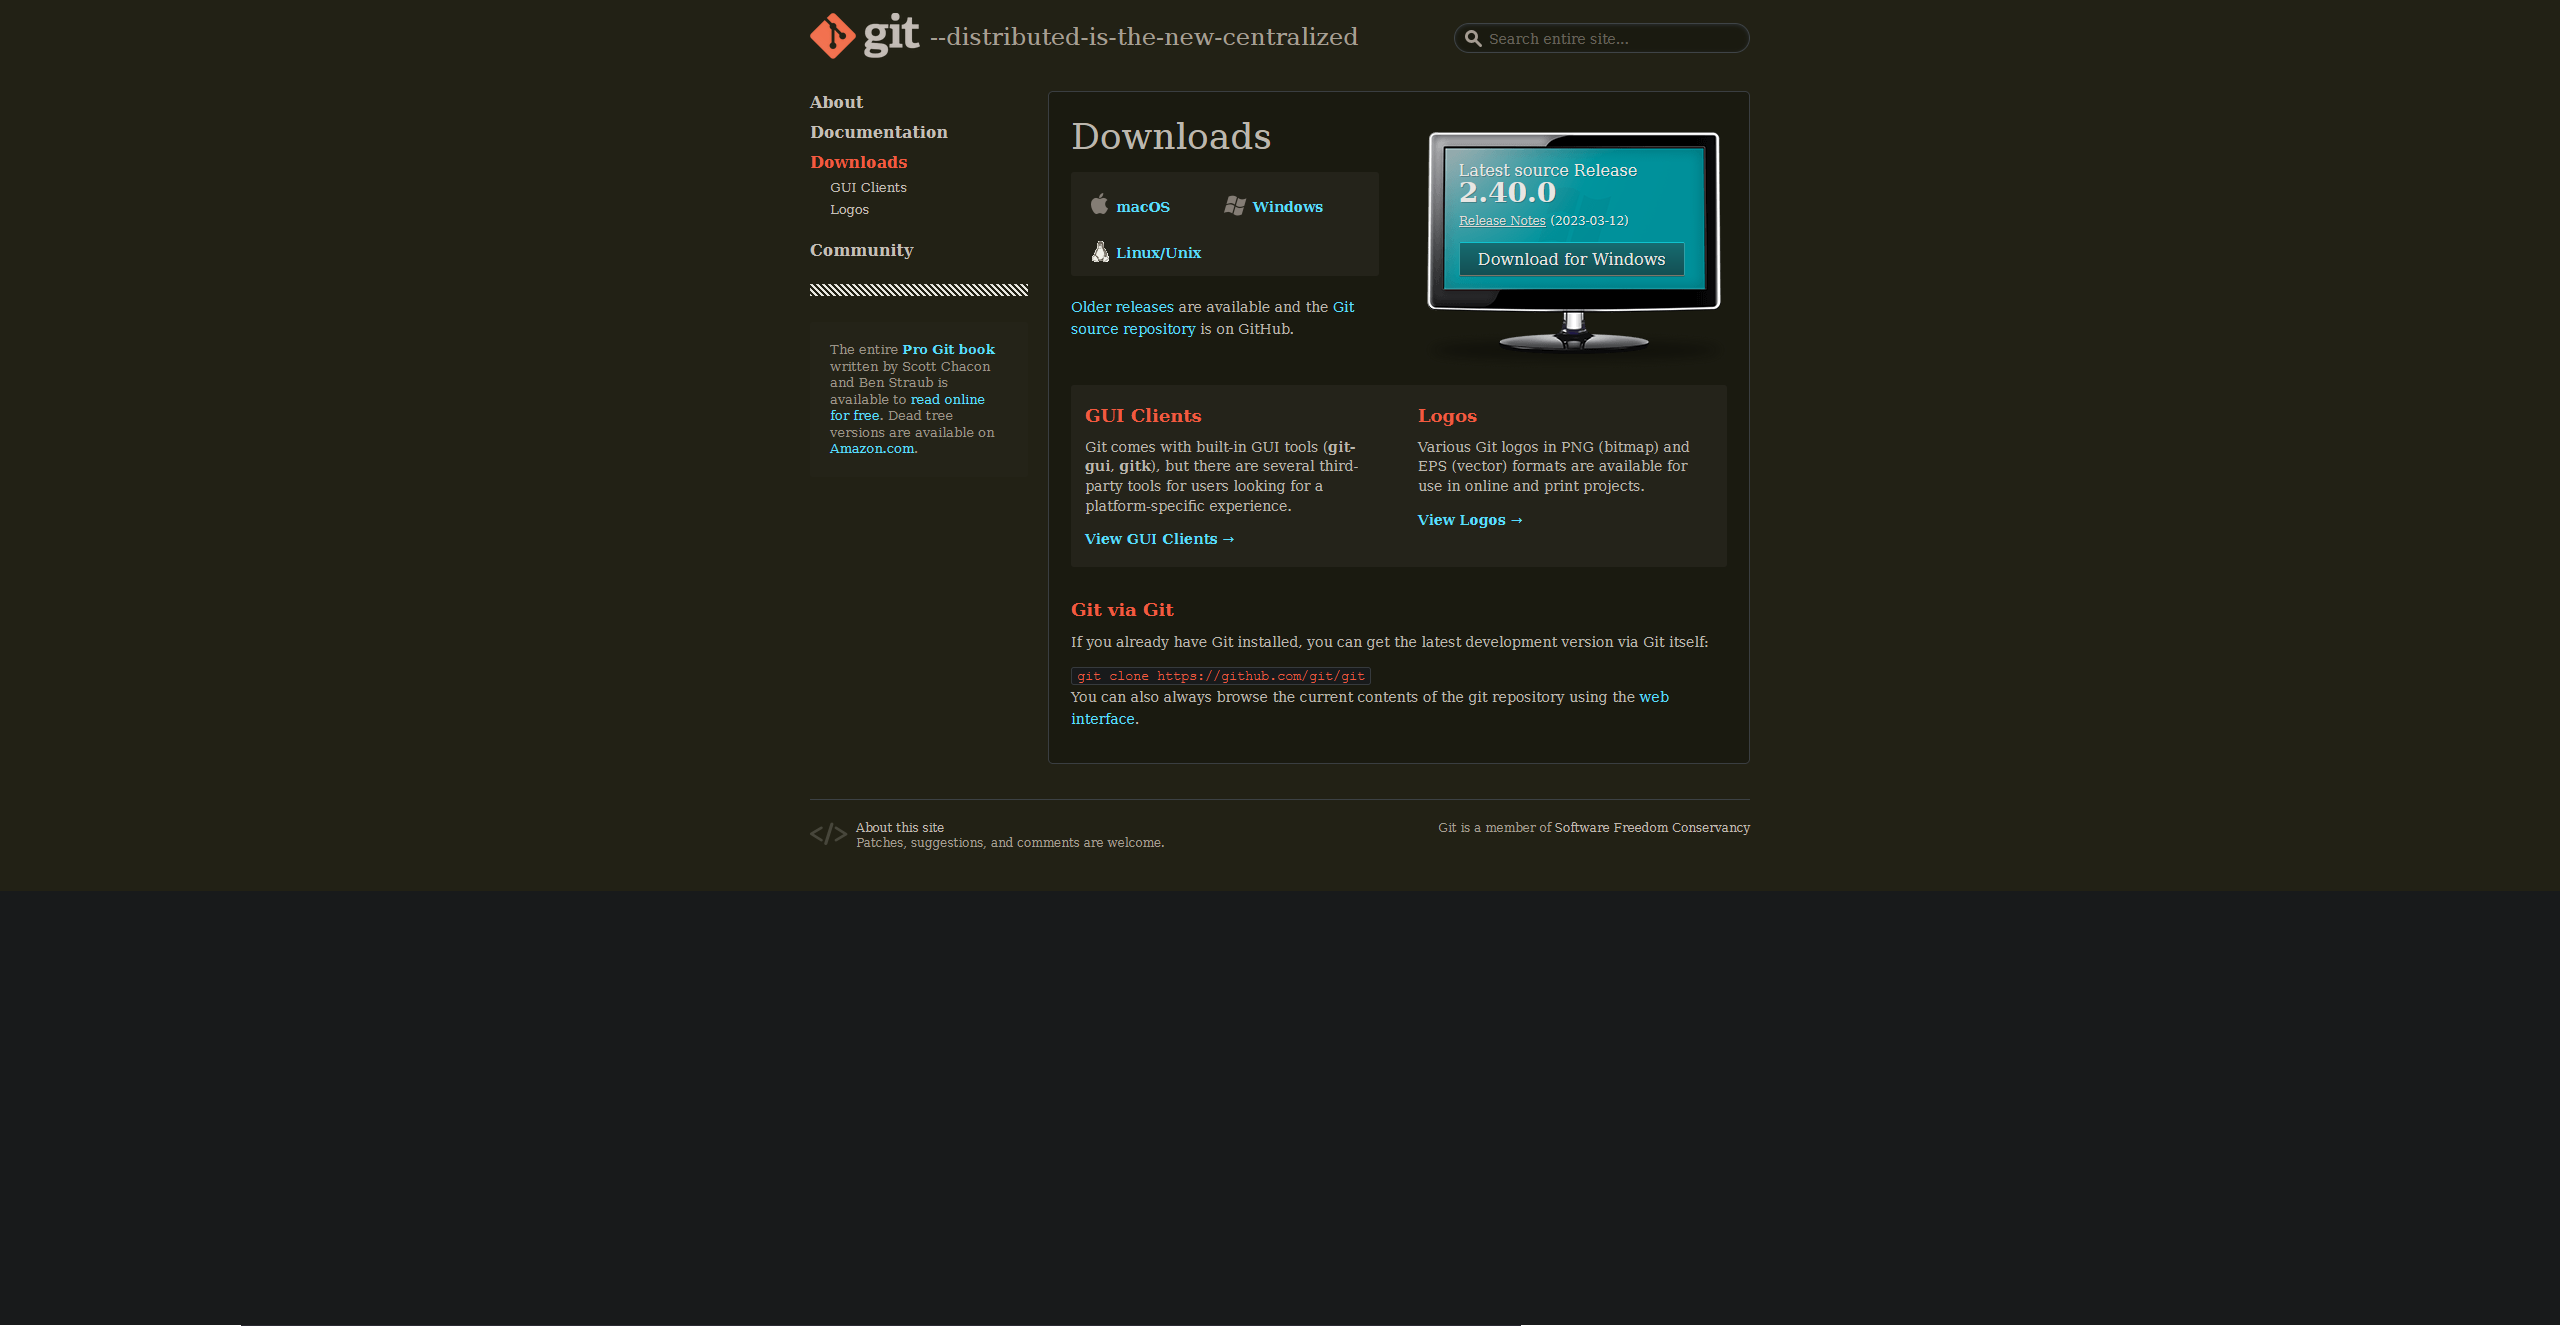 git --distributed-is-the-new-centralized
Search entire site...
About
Documentation
Downloads
GUI Clients
Logos
Community
The entire Pro Git book
written by Scott Chacon
and Ben Straub is
available to read online
for free. Dead tree
versions are available on
Amazon.com.
Downloads
macOS
Windows
Linux/Unix
Older releases are available and the Git
source repository is on GitHub.
Latest source Release
2.40.0
Release Notes (2023-03-12)
Download for Windows
GUI Clients
Git comes with built-in GUI tools (git-
gui, gitk), but there are several third-
party tools for users looking for a
platform-specific experience.
View GUI Clients →
Logos
Various Git logos in PNG (bitmap) and
EPS (vector) formats are available for
use in online and print projects.
View Logos →
Git via Git
If you already have Git installed, you can get the latest development version via Git itself:
git clone https://github.com/git/git
You can also always browse the current contents of the git repository using the web
interface.
</>
About this site
Patches, suggestions, and comments are welcome.
Git is a member of Software Freedom Conservancy